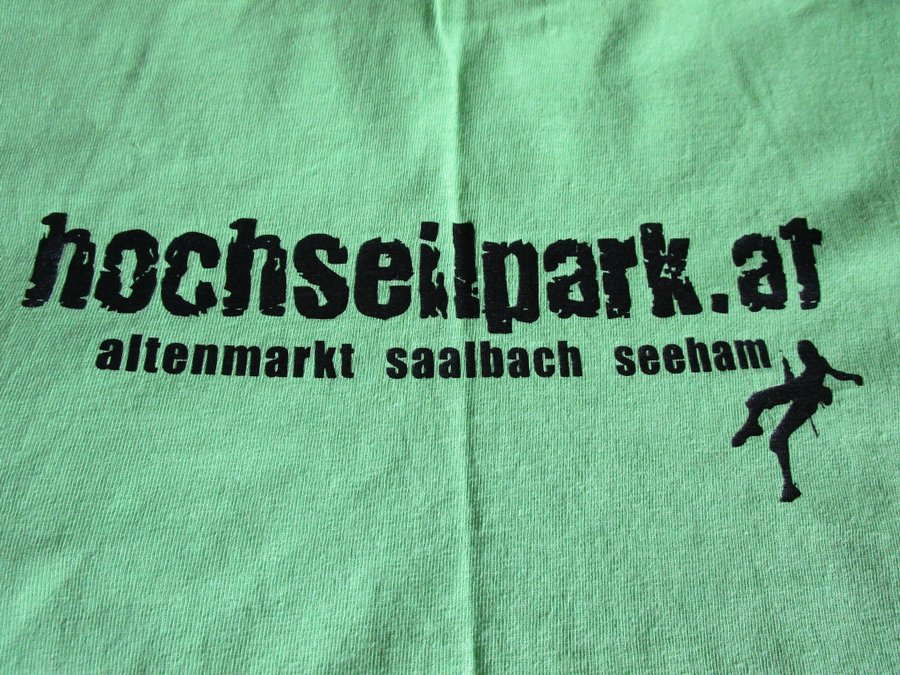 hochseilpark.at
altenmarkt saalbach seeham